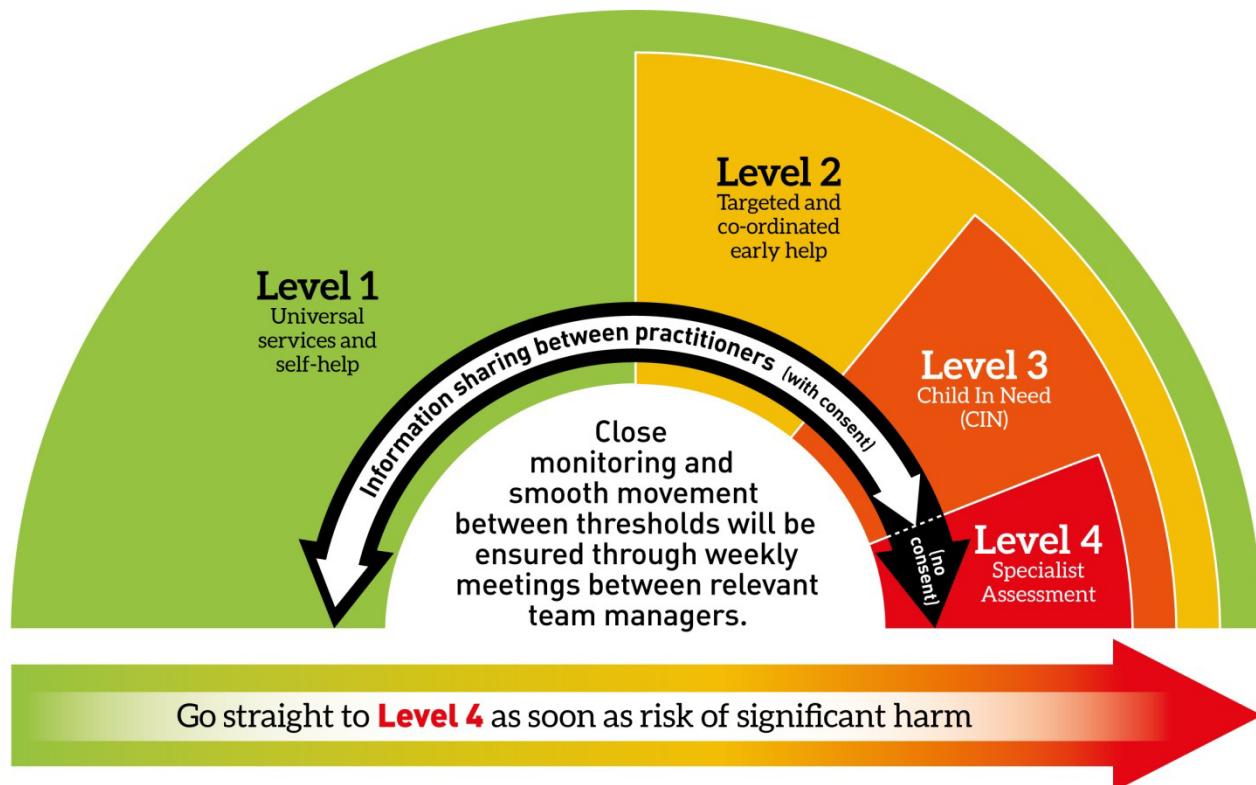 Level 1
Universal
services and
self-help
Level 2
Targeted and
co-ordinated
early help
Level 3
Child In Need
(CIN)
Level 4
Specialist
Assessment
Information sharing between practitioners (with consent)
(no consent)
Close
monitoring and
smooth movement
between thresholds will be
ensured through weekly
meetings between relevant
team managers.
Go straight to Level 4 as soon as risk of significant harm